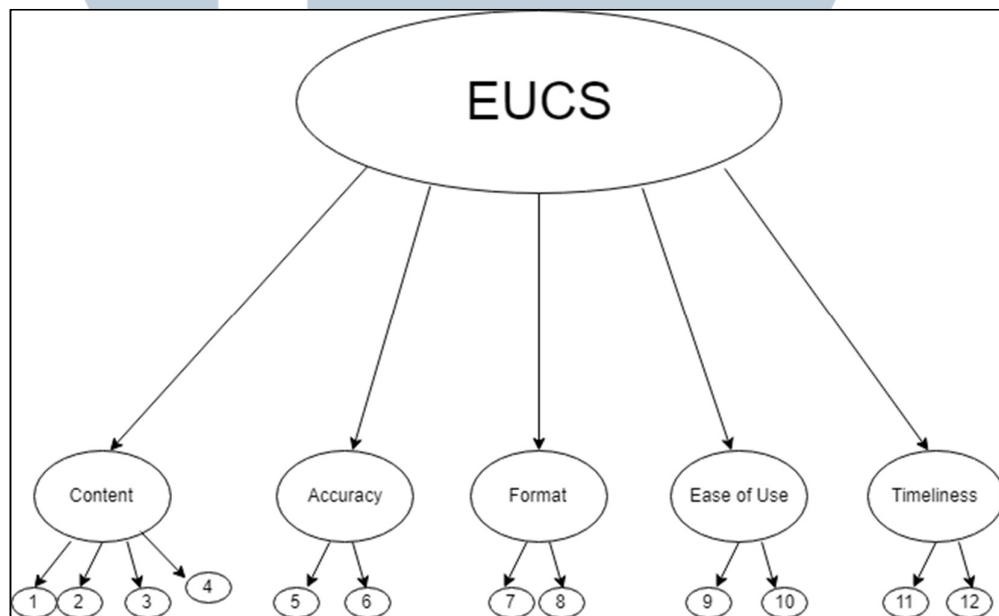 EUCS
Content Accuracy Format Ease of Use Timeliness
1 2 3 4 5 6 7 8 9 10 11 12